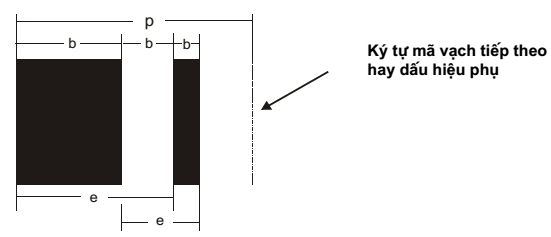 p
b b b
Ký tự mã vạch tiếp theo
hay dấu hiệu phụ
e
e